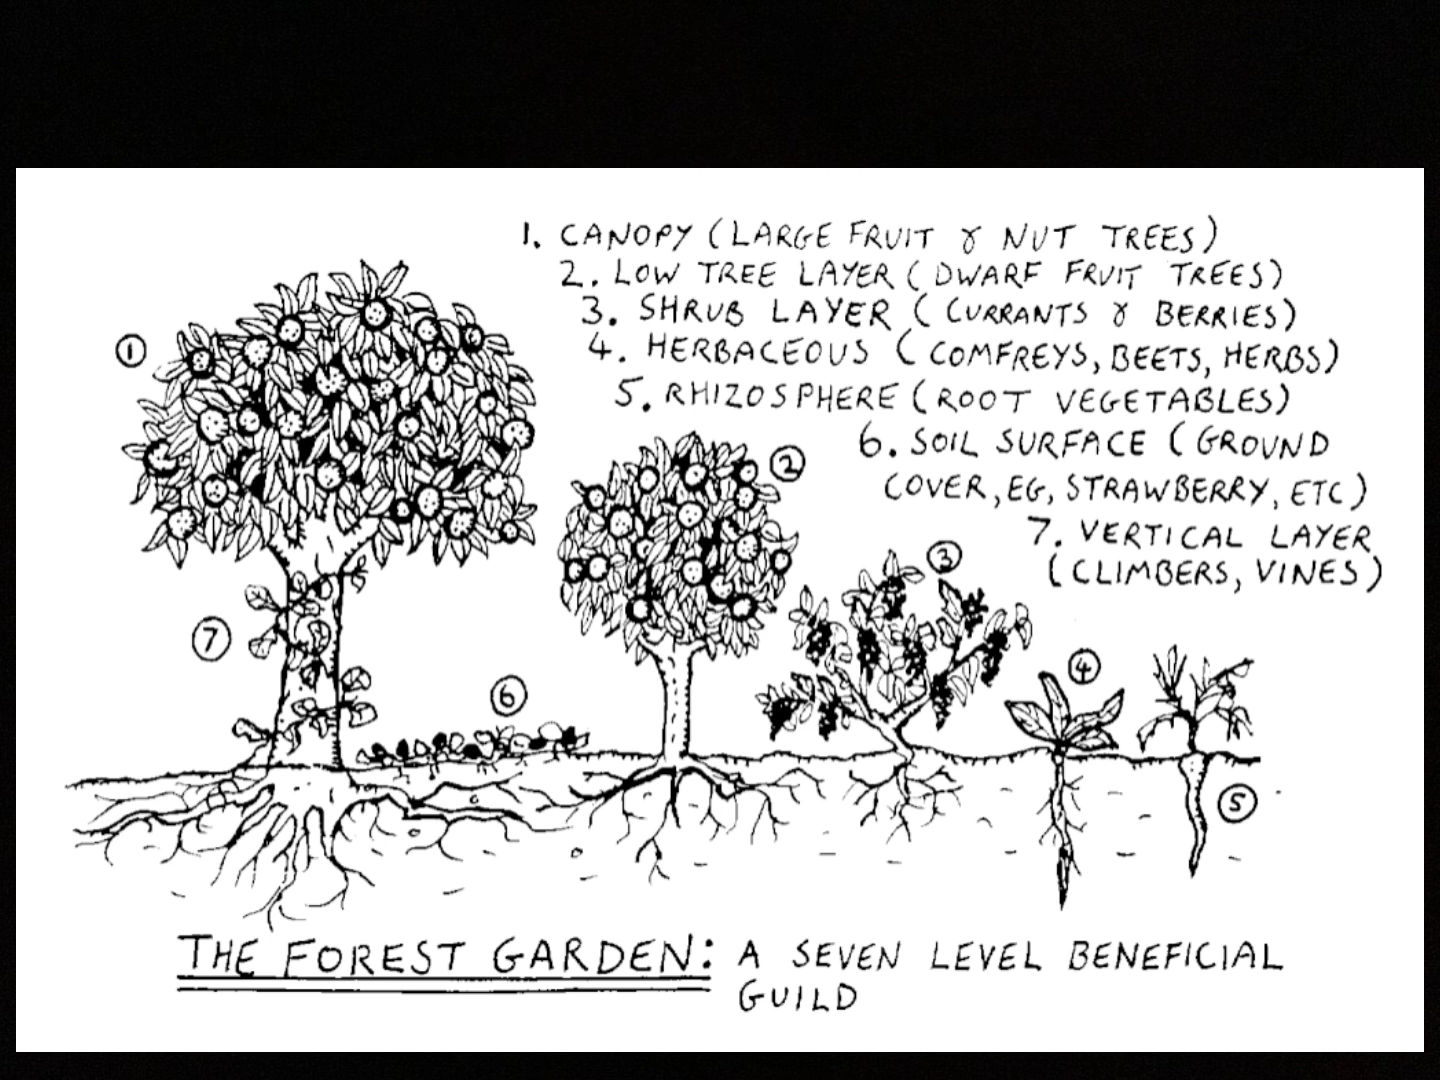 1. CANOPY (LARGE FRUIT & NUT TREES)
2. LOW TREE LAYER (DWARF FRUIT TREES)
3. SHRUB LAYER (CURRANTS & BERRIES)
4. HERBACEOUS (COMFREYS, BEETS, HERBS)
5. RHIZOSPHERE (ROOT VEGETABLES)
6. SOIL SURFACE (GROUND
COVER, EG, STRAWBERRY, ETC)
7. VERTICAL LAYER
(CLIMBERS, VINES)
1
2
3
7
6
4
5
THE FOREST GARDEN: A SEVEN LEVEL BENEFICIAL
GUILD